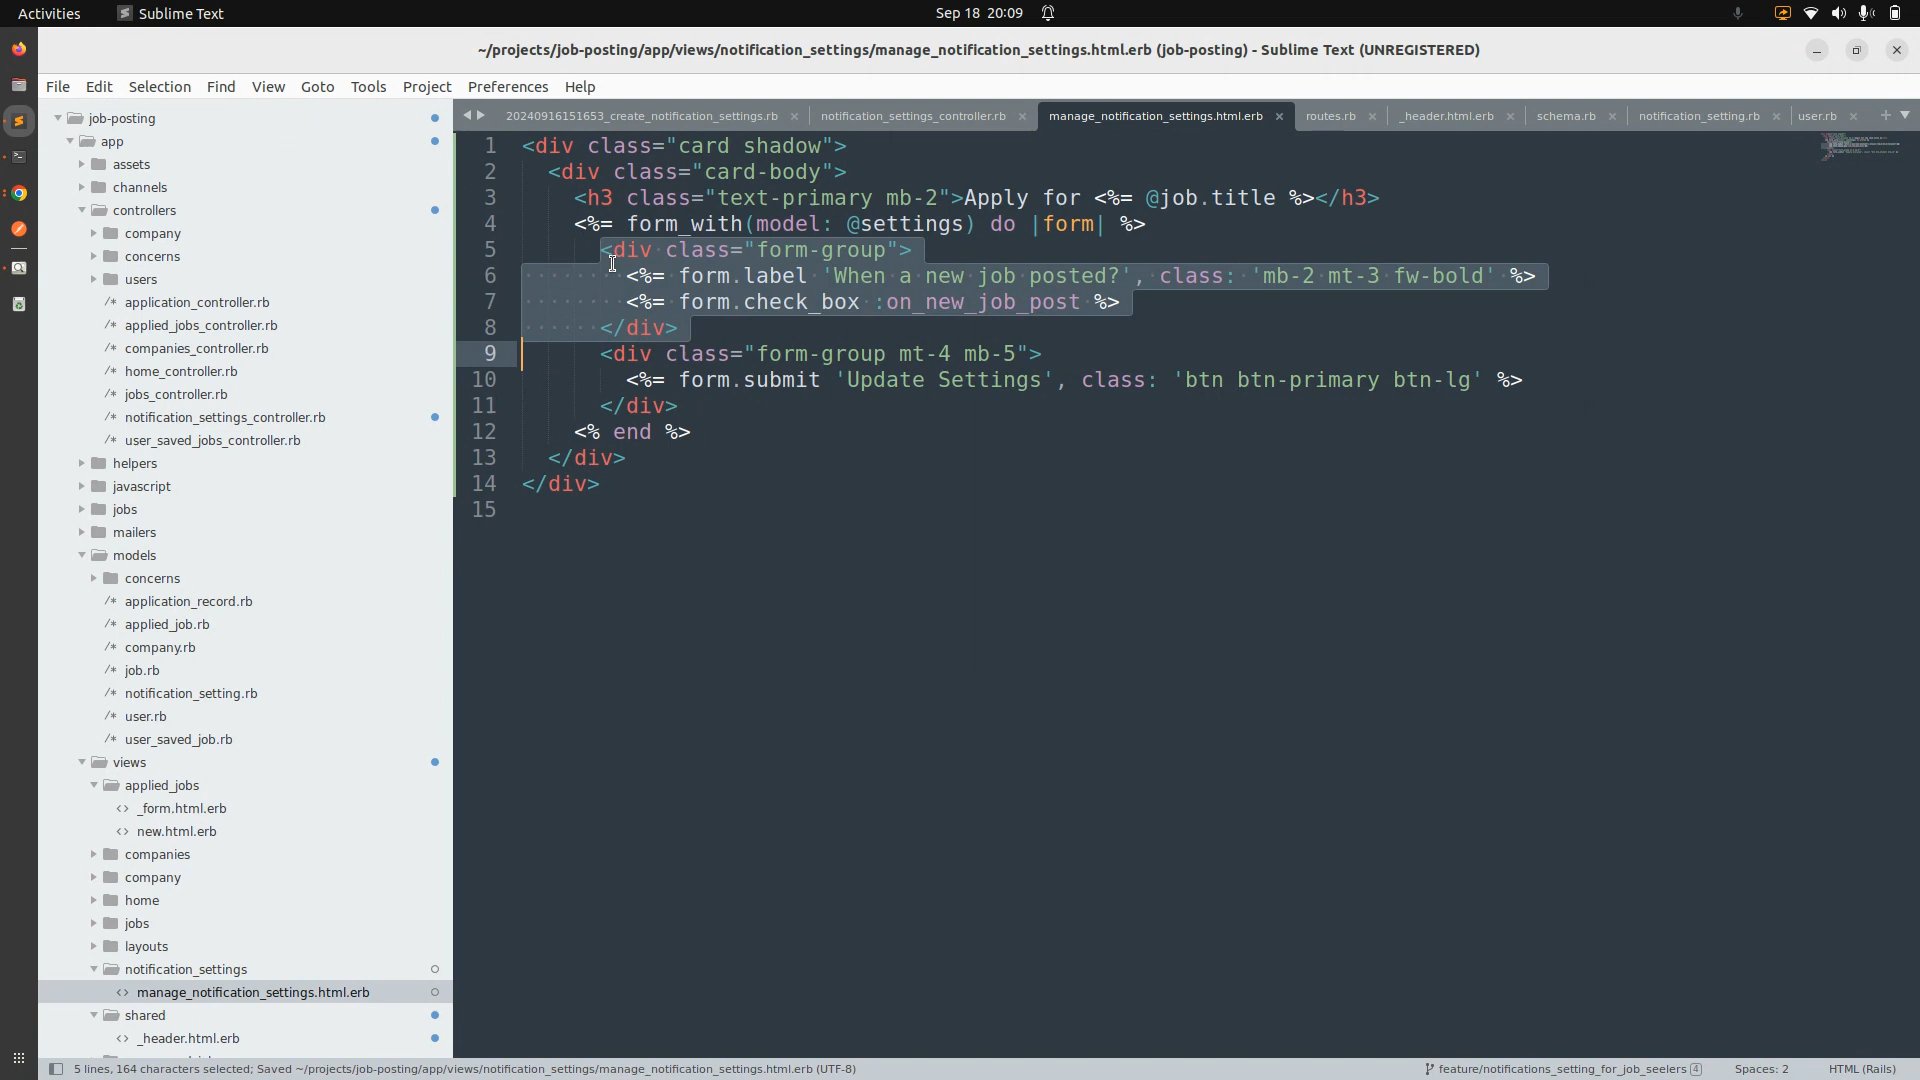 Activities
Sublime Text
Sep 18 20:09
~/projects/job-posting/app/views/notification_settings/manage_notification_settings.html.erb (job-posting) - Sublime Text (UNREGISTERED)
File Edit Selection Find View Goto Tools Project Preferences Help
job-posting
app
assets
channels
controllers
company
concerns
users
application_controller.rb
applied_jobs_controller.rb
companies_controller.rb
home_controller.rb
jobs_controller.rb
notification_settings_controller.rb
user_saved_jobs_controller.rb
helpers
javascript
jobs
mailers
models
concerns
application_record.rb
applied_job.rb
company.rb
job.rb
notification_setting.rb
user.rb
user_saved_job.rb
views
applied_jobs
_form.html.erb
new.html.erb
companies
company
home
jobs
layouts
notification_settings
manage_notification_settings.html.erb
shared
_header.html.erb
20240916151653_create_notification_settings.rb
notification_settings_controller.rb
manage_notification_settings.html.erb
routes.rb
_header.html.erb
schema.rb
notification_setting.rb
user.rb
1 <div class="card shadow">
2 <div class="card-body">
3 <h3 class="text-primary mb-2">Apply for <%= @job.title %></h3>
4 <%= form_with(model: @settings) do |form| %>
5 <div class="form-group">
6 <%= form.label 'When a new job posted?', class: 'mb-2 mt-3 fw-bold' %>
7 <%= form.check_box :on_new_job_post %>
8 </div>
9 <div class="form-group mt-4 mb-5">
10 <%= form.submit 'Update Settings', class: 'btn btn-primary btn-lg' %>
11 </div>
12 <% end %>
13 </div>
14 </div>
15
5 lines, 164 characters selected; Saved ~/projects/job-posting/app/views/notification_settings/manage_notification_settings.html.erb (UTF-8)
feature/notifications_setting_for_job_seelers 4
Spaces: 2
HTML (Rails)